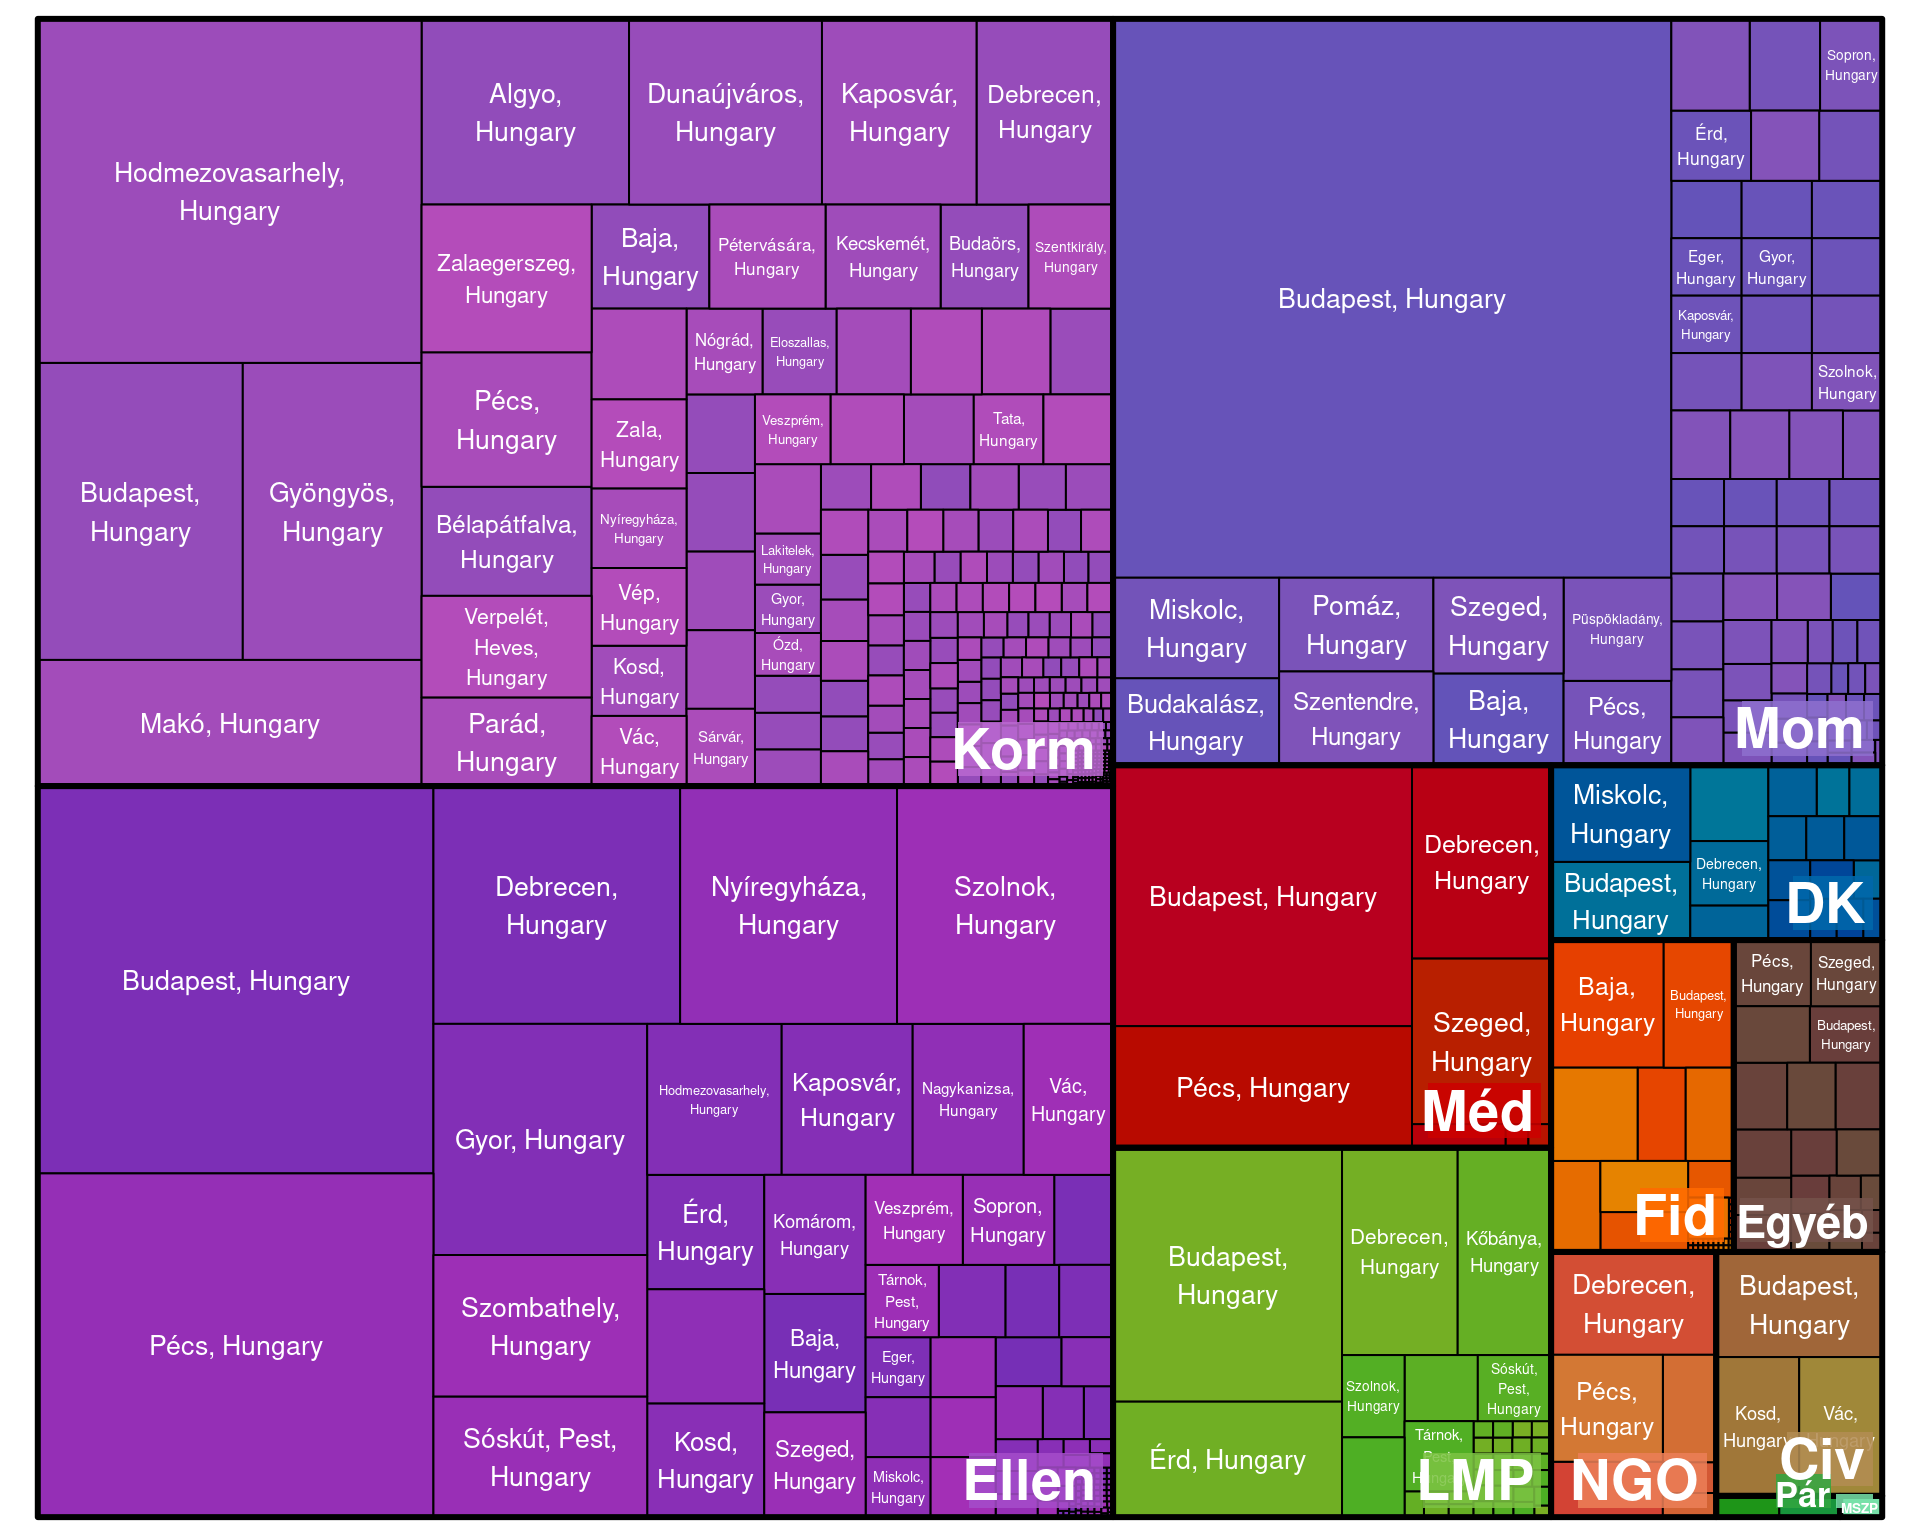 Hodmezovasarhely,
Hungary
Algyo,
Hungary
Dunaújváros,
Hungary
Kaposvár,
Hungary
Debrecen,
Hungary
Zalaegerszeg,
Hungary
Baja,
Hungary
Pétervására,
Hungary
Kecskemét,
Hungary
Budaörs,
Hungary
Szentkirály,
Hungary
Nógrád,
Hungary
Eloszallas,
Hungary
Budapest,
Hungary
Gyöngyös,
Hungary
Pécs,
Hungary
Zala,
Hungary
Veszprém,
Hungary
Tata,
Hungary
Bélapátfalva,
Hungary
Nyíregyháza,
Hungary
Lakitelek,
Hungary
Vép,
Hungary
Gyor,
Hungary
Ózd,
Hungary
Verpelét,
Heves,
Hungary
Kosd,
Hungary
Makó, Hungary
Parád,
Hungary
Vác,
Hungary
Sárvár,
Hungary
Korm
Budapest, Hungary
Sopron,
Hungary
Érd,
Hungary
Eger,
Hungary
Gyor,
Hungary
Kaposvár,
Hungary
Szolnok,
Hungary
Miskolc,
Hungary
Pomáz,
Hungary
Szeged,
Hungary
Püspökladány,
Hungary
Budakalász,
Hungary
Szentendre,
Hungary
Baja,
Hungary
Pécs,
Hungary
Mom
Budapest, Hungary
Debrecen,
Hungary
Nyíregyháza,
Hungary
Szolnok,
Hungary
Pécs, Hungary
Gyor, Hungary
Hodmezovasarhely,
Hungary
Kaposvár,
Hungary
Nagykanizsa,
Hungary
Vác,
Hungary
Szombathely,
Hungary
Sóskút, Pest,
Hungary
Érd,
Hungary
Komárom,
Hungary
Veszprém,
Hungary
Sopron,
Hungary
Tárnok,
Pest,
Hungary
Baja,
Hungary
Eger,
Hungary
Kosd,
Hungary
Szeged,
Hungary
Miskolc,
Hungary
Ellen
Budapest, Hungary
Debrecen,
Hungary
Szeged,
Hungary
Pécs, Hungary
Méd
Miskolc,
Hungary
Budapest,
Hungary
Debrecen,
Hungary
DK
Baja,
Hungary
Budapest,
Hungary
Fid
Pécs,
Hungary
Szeged,
Hungary
Budapest,
Hungary
Egyéb
Budapest,
Hungary
Debrecen,
Hungary
Kőbánya,
Hungary
Érd, Hungary
Szolnok,
Hungary
Sóskút,
Pest,
Hungary
Tárnok,
Pest,
Hungary
LMP
Debrecen,
Hungary
Pécs,
Hungary
NGO
Budapest,
Hungary
Kosd,
Hungary
Vác,
Hungary
Civ
Pár
MSZP